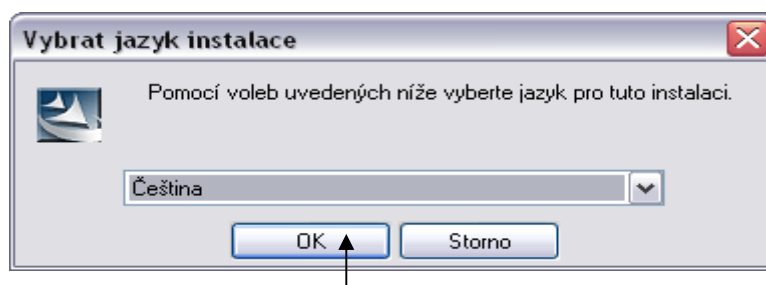 Vybrat jazyk instalace
Pomocí voleb uvedených níže vyberte jazyk pro tuto instalaci.
Čeština
OK
Storno